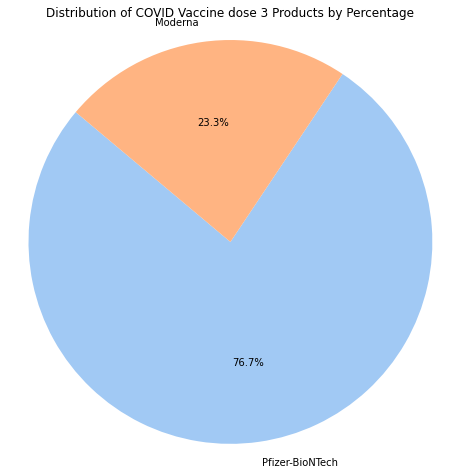 Distribution of COVID Vaccine dose 3 Products by Percentage
Moderna
23.3%
76.7%
Pfizer-BioNTech